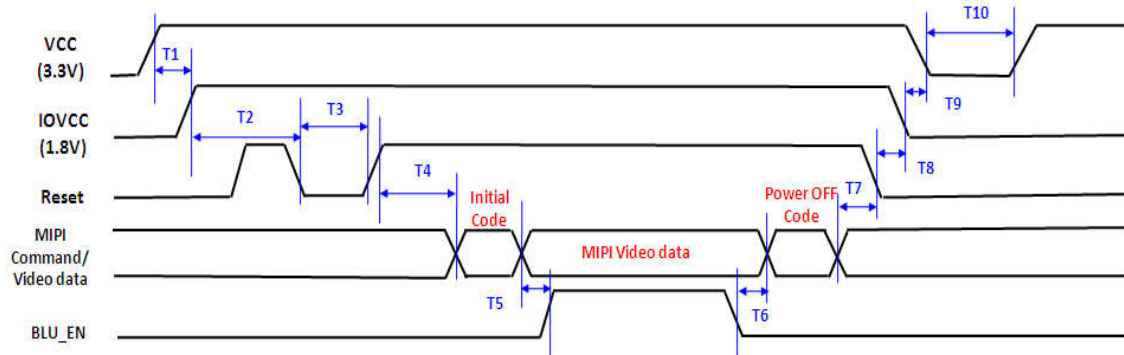 T10
VCC
(3.3V)
T1
T9
IOVCC
(1.8V)
T2
T3
T8
Reset
T4
Initial
Code
Power OFF
Code
T7
MIPI
Command/
Video data
MIPI Video data
T5
T6
BLU_EN